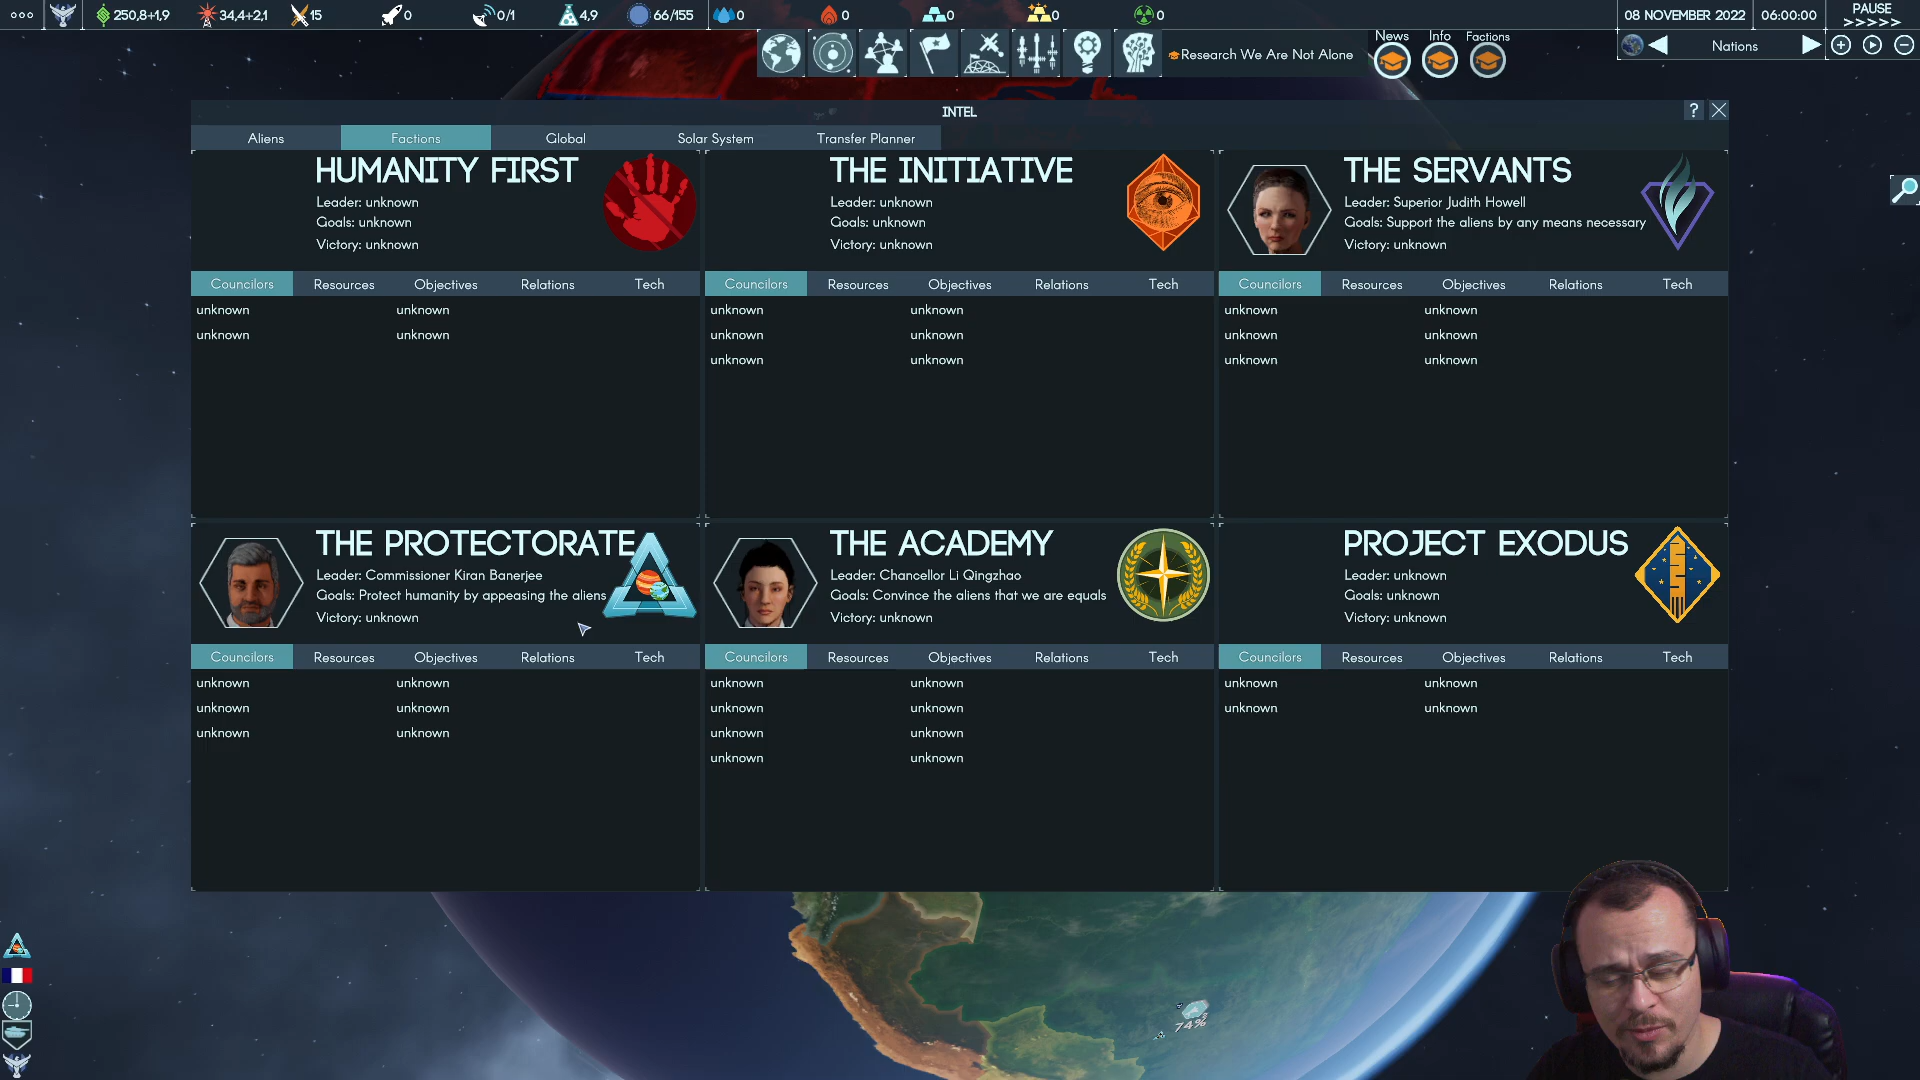 250,8+1,9 34,4+2,1 15 0 0/1 4,9 66/155 0 0 0 0 0 08 NOVEMBER 2022 06:00:00 PAUSE
>>>>>
Research We Are Not Alone News Info Factions Nations
INTEL ?
Aliens Factions Global Solar System Transfer Planner
HUMANITY FIRST
Leader: unknown
Goals: unknown
Victory: unknown
Councilors Resources Objectives Relations Tech
unknown unknown
unknown unknown
THE INITIATIVE
Leader: unknown
Goals: unknown
Victory: unknown
Councilors Resources Objectives Relations Tech
unknown unknown
unknown unknown
unknown unknown
THE SERVANTS
Leader: Superior Judith Howell
Goals: Support the aliens by any means necessary
Victory: unknown
Councilors Resources Objectives Relations Tech
unknown unknown
unknown unknown
unknown unknown
THE PROTECTORATE
Leader: Commissioner Kiran Banerjee
Goals: Protect humanity by appeasing the aliens
Victory: unknown
Councilors Resources Objectives Relations Tech
unknown unknown
unknown unknown
unknown unknown
THE ACADEMY
Leader: Chancellor Li Qingzhao
Goals: Convince the aliens that we are equals
Victory: unknown
Councilors Resources Objectives Relations Tech
unknown unknown
unknown unknown
unknown unknown
unknown unknown
PROJECT EXODUS
Leader: unknown
Goals: unknown
Victory: unknown
Councilors Resources Objectives Relations Tech
unknown unknown
unknown unknown
74%